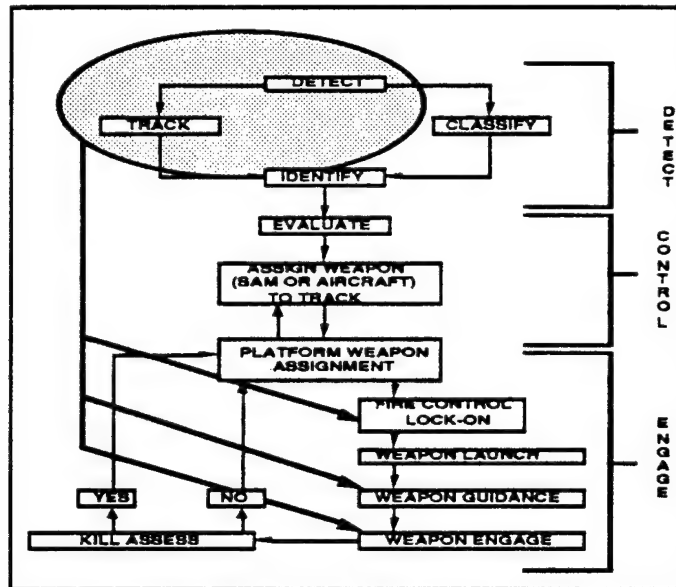 DETECT
TRACK
CLASSIFY
IDENTIFY
EVALUATE
ASSIGN WEAPON
(SAM OR AIRCRAFT)
TO TRACK
PLATFORM WEAPON
ASSIGNMENT
FIRE CONTROL
LOCK-ON
WEAPON LAUNCH
YES
NO
WEAPON GUIDANCE
KILL ASSESS
WEAPON ENGAGE
DETECT
CONTROL
ENGAGE